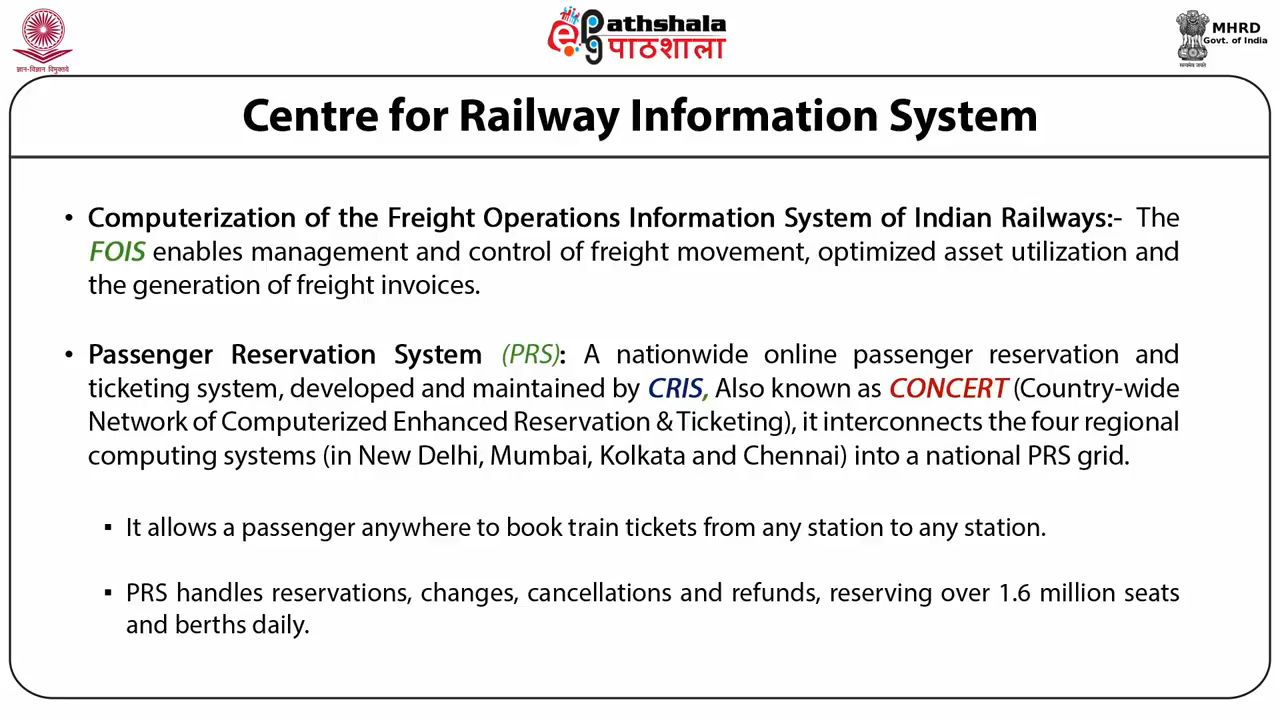 ज्ञान-विज्ञान विमुक्तये
epg Pathshala
पाठशाला
MHRD
Govt. of India
सत्यमेव जयते
Centre for Railway Information System
• Computerization of the Freight Operations Information System of Indian Railways:- The
FOIS enables management and control of freight movement, optimized asset utilization and
the generation of freight invoices.
• Passenger Reservation System (PRS): A nationwide online passenger reservation and
ticketing system, developed and maintained by CRIS, Also known as CONCERT (Country-wide
Network of Computerized Enhanced Reservation & Ticketing), it interconnects the four regional
computing systems (in New Delhi, Mumbai, Kolkata and Chennai) into a national PRS grid.
▪ It allows a passenger anywhere to book train tickets from any station to any station.
▪ PRS handles reservations, changes, cancellations and refunds, reserving over 1.6 million seats
and berths daily.